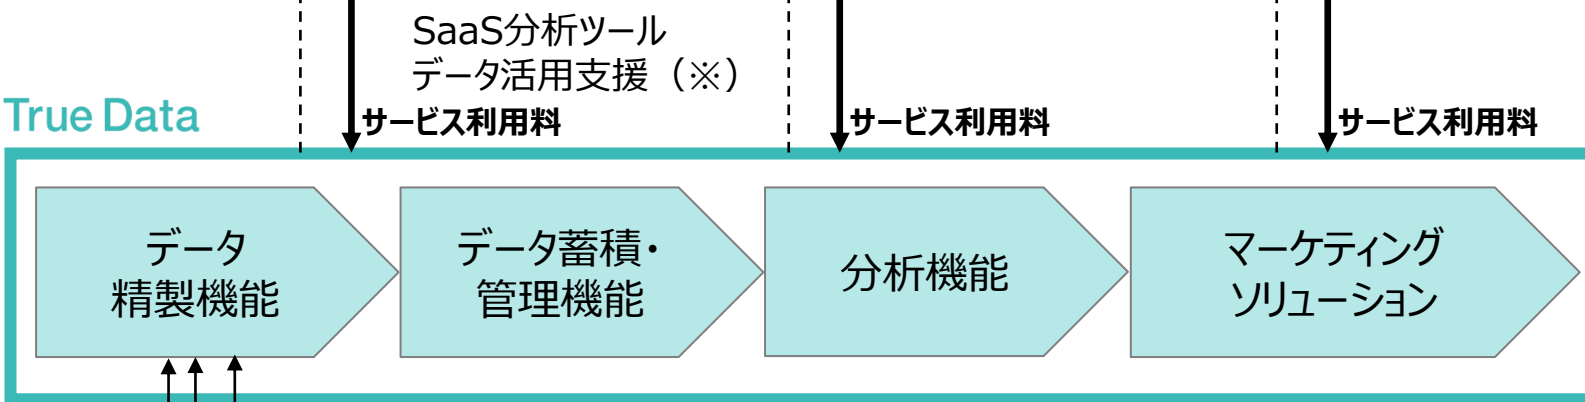 SaaS分析ツール
データ活用支援（※）
True Data
サービス利用料
サービス利用料
サービス利用料
データ
精製機能
データ蓄積・
管理機能
分析機能
マーケティング
ソリューション